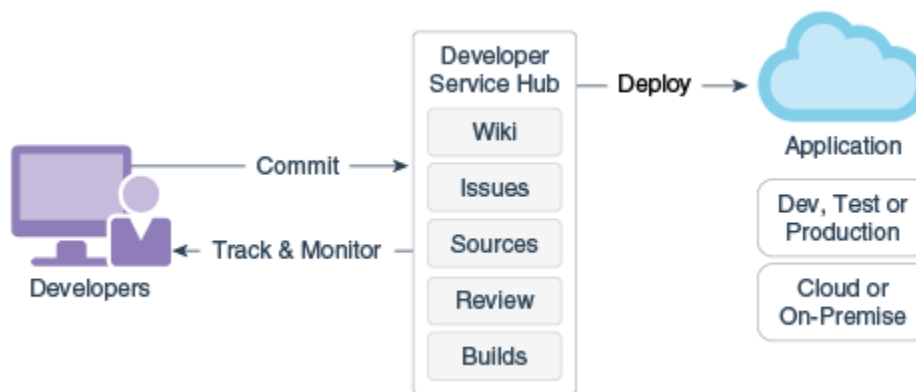 Developer
Service Hub
Wiki
Issues
Sources
Review
Builds
Commit
Track & Monitor
Developers
Deploy
Application
Dev, Test or
Production
Cloud or
On-Premise